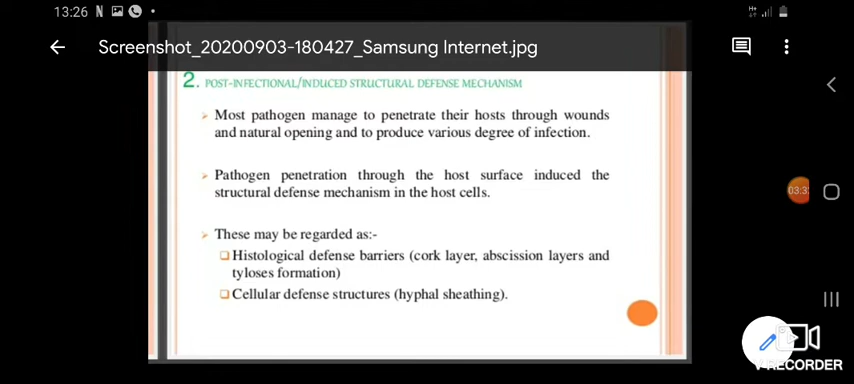 13:26 N
Screenshot_20200903-180427_Samsung Internet.jpg
2. POST-INFECTIONAL/INDUCED STRUCTURAL DEFENSE MECHANISM
Most pathogen manage to penetrate their hosts through wounds
and natural opening and to produce various degree of infection.
Pathogen penetration through the host surface induced the
structural defense mechanism in the host cells.
These may be regarded as:-
Histological defense barriers (cork layer, abscission layers and
tyloses formation)
Cellular defense structures (hyphal sheathing).